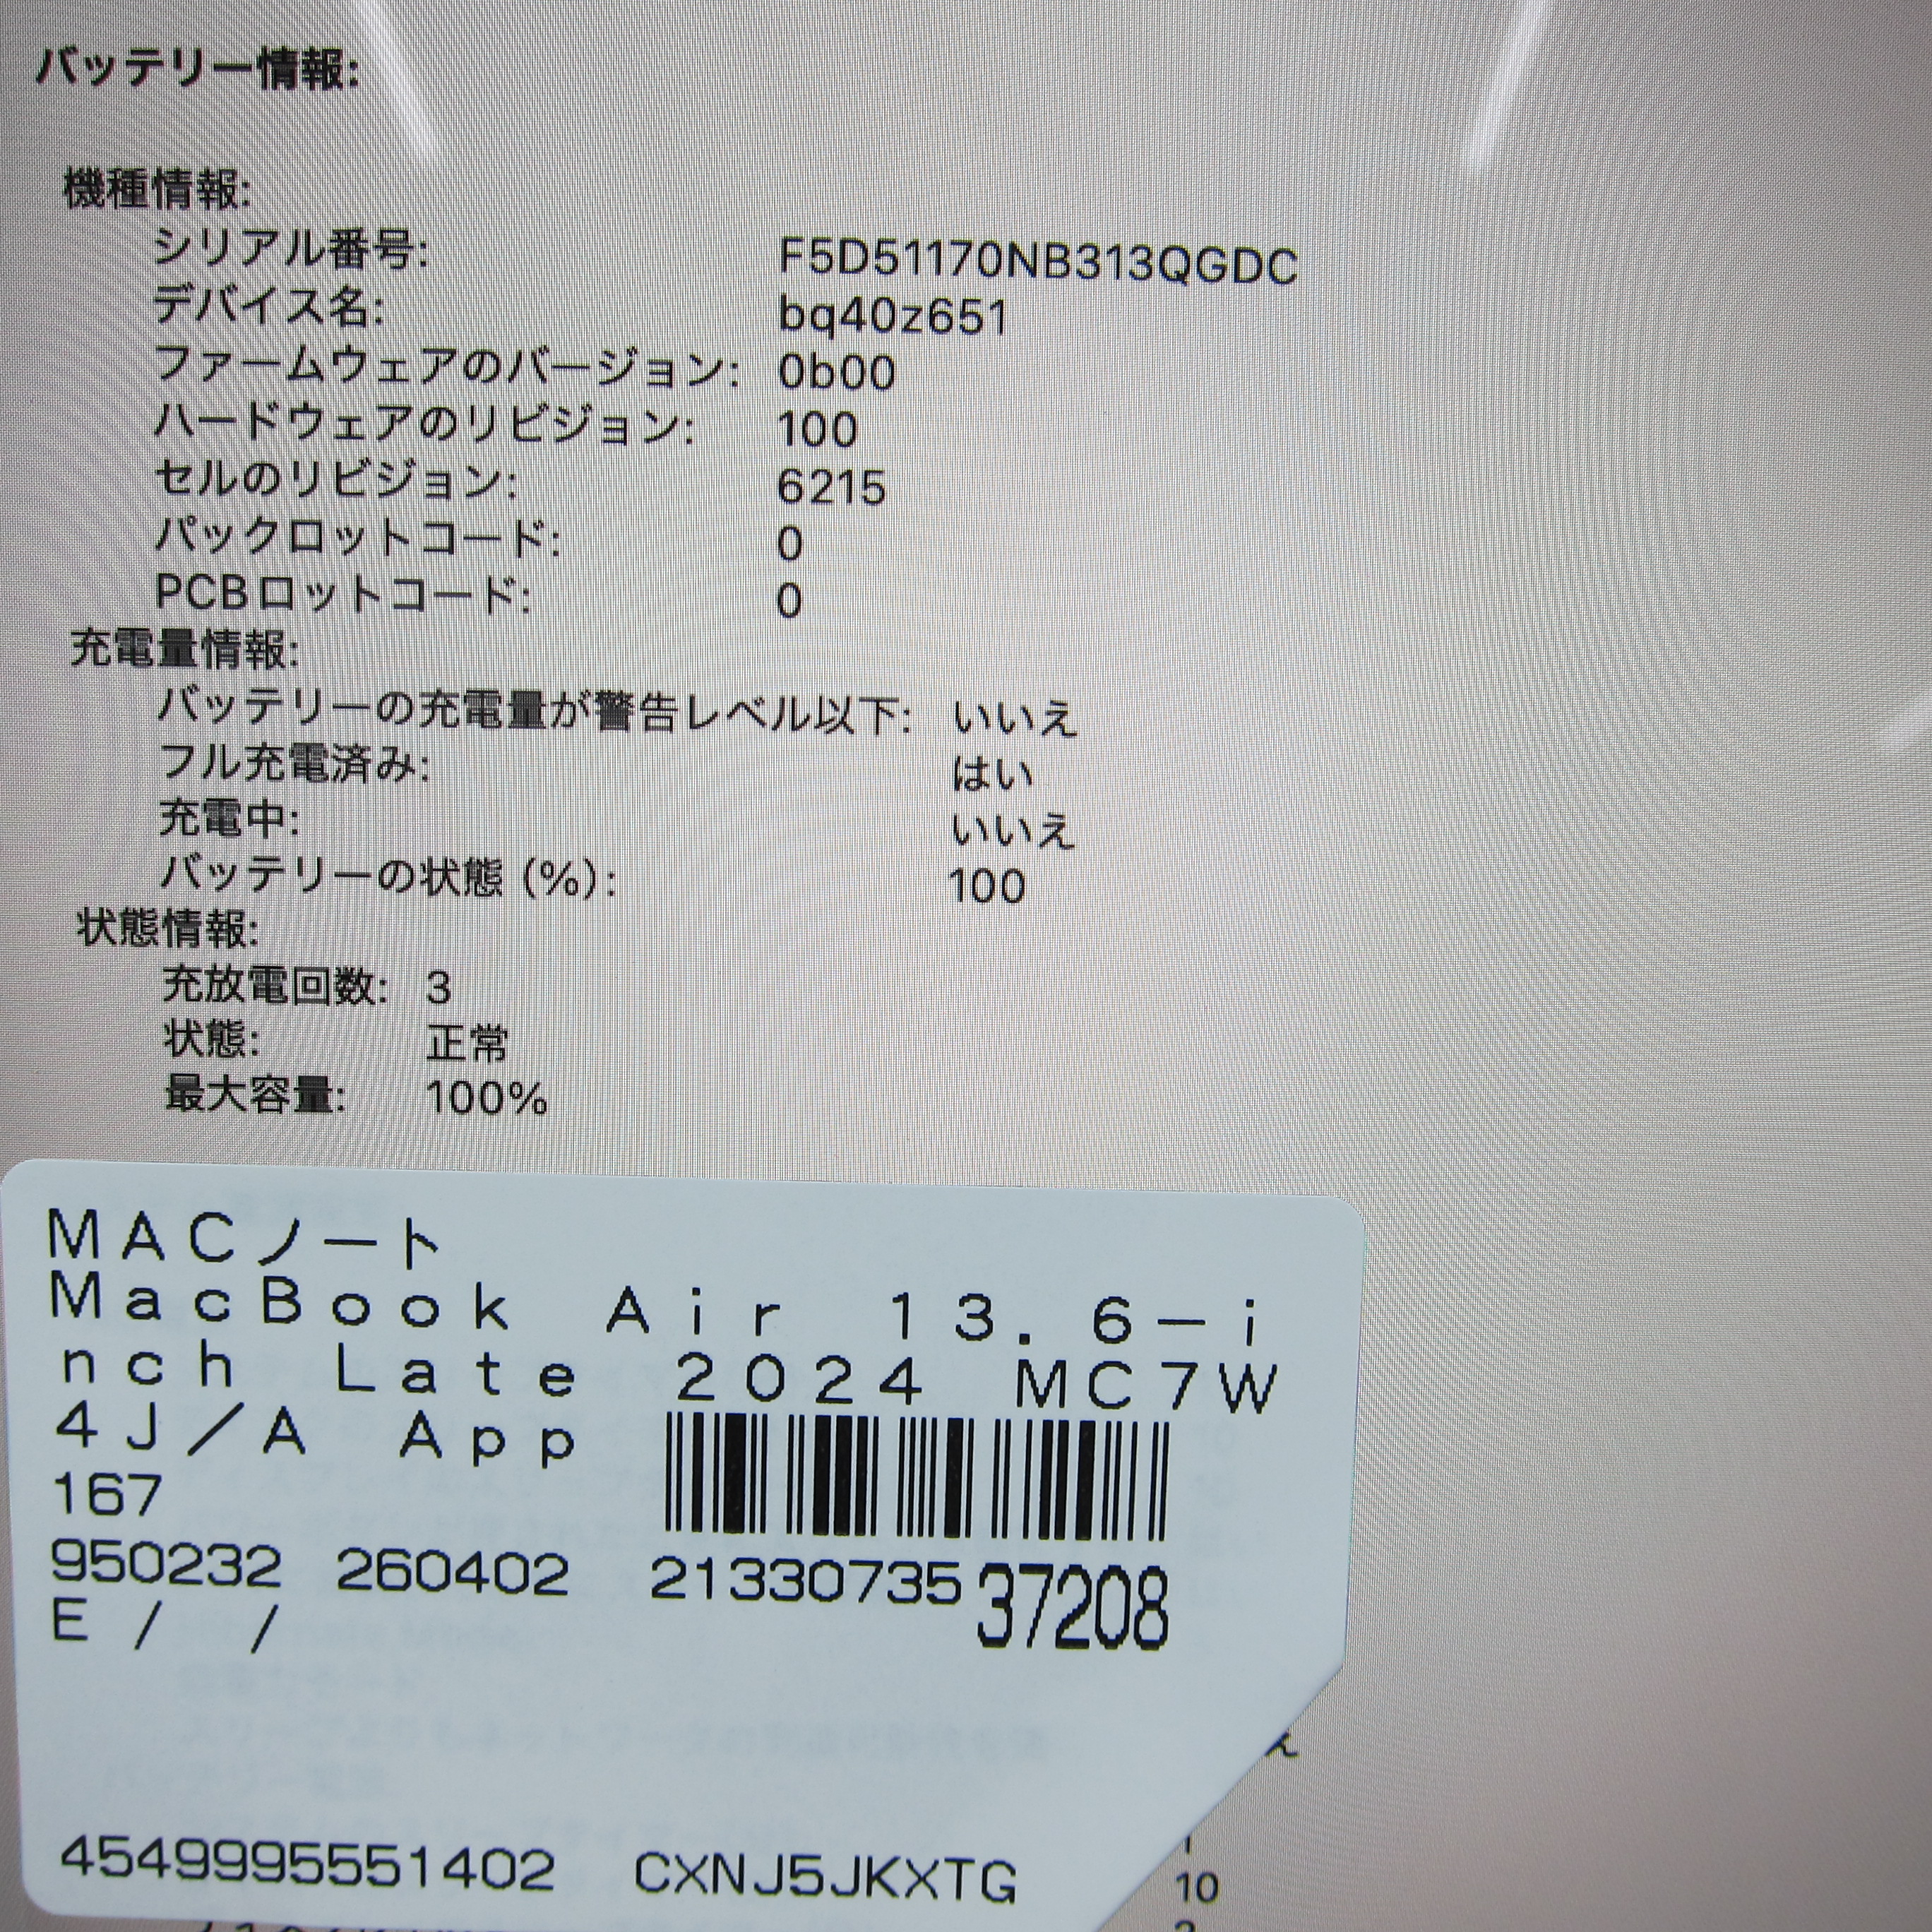 バッテリー情報:
機種情報:
シリアル番号: F5D51170NB313QGDC
デバイス名: bq40z651
ファームウェアのバージョン: 0b00
ハードウェアのリビジョン: 100
セルのリビジョン: 6215
パックロットコード: 0
PCBロットコード: 0
充電量情報:
バッテリーの充電量が警告レベル以下: いいえ
フル充電済み: はい
充電中: いいえ
バッテリーの状態 (%): 100
状態情報:
充放電回数: 3
状態: 正常
最大容量: 100%
MACノート
MacBook Air 13.6-i
nch Late 2024 MC7W
4J/A App
167
950232 260402 21330735 37208
E / /
4549995551402 CXNJ5JKXTG
10